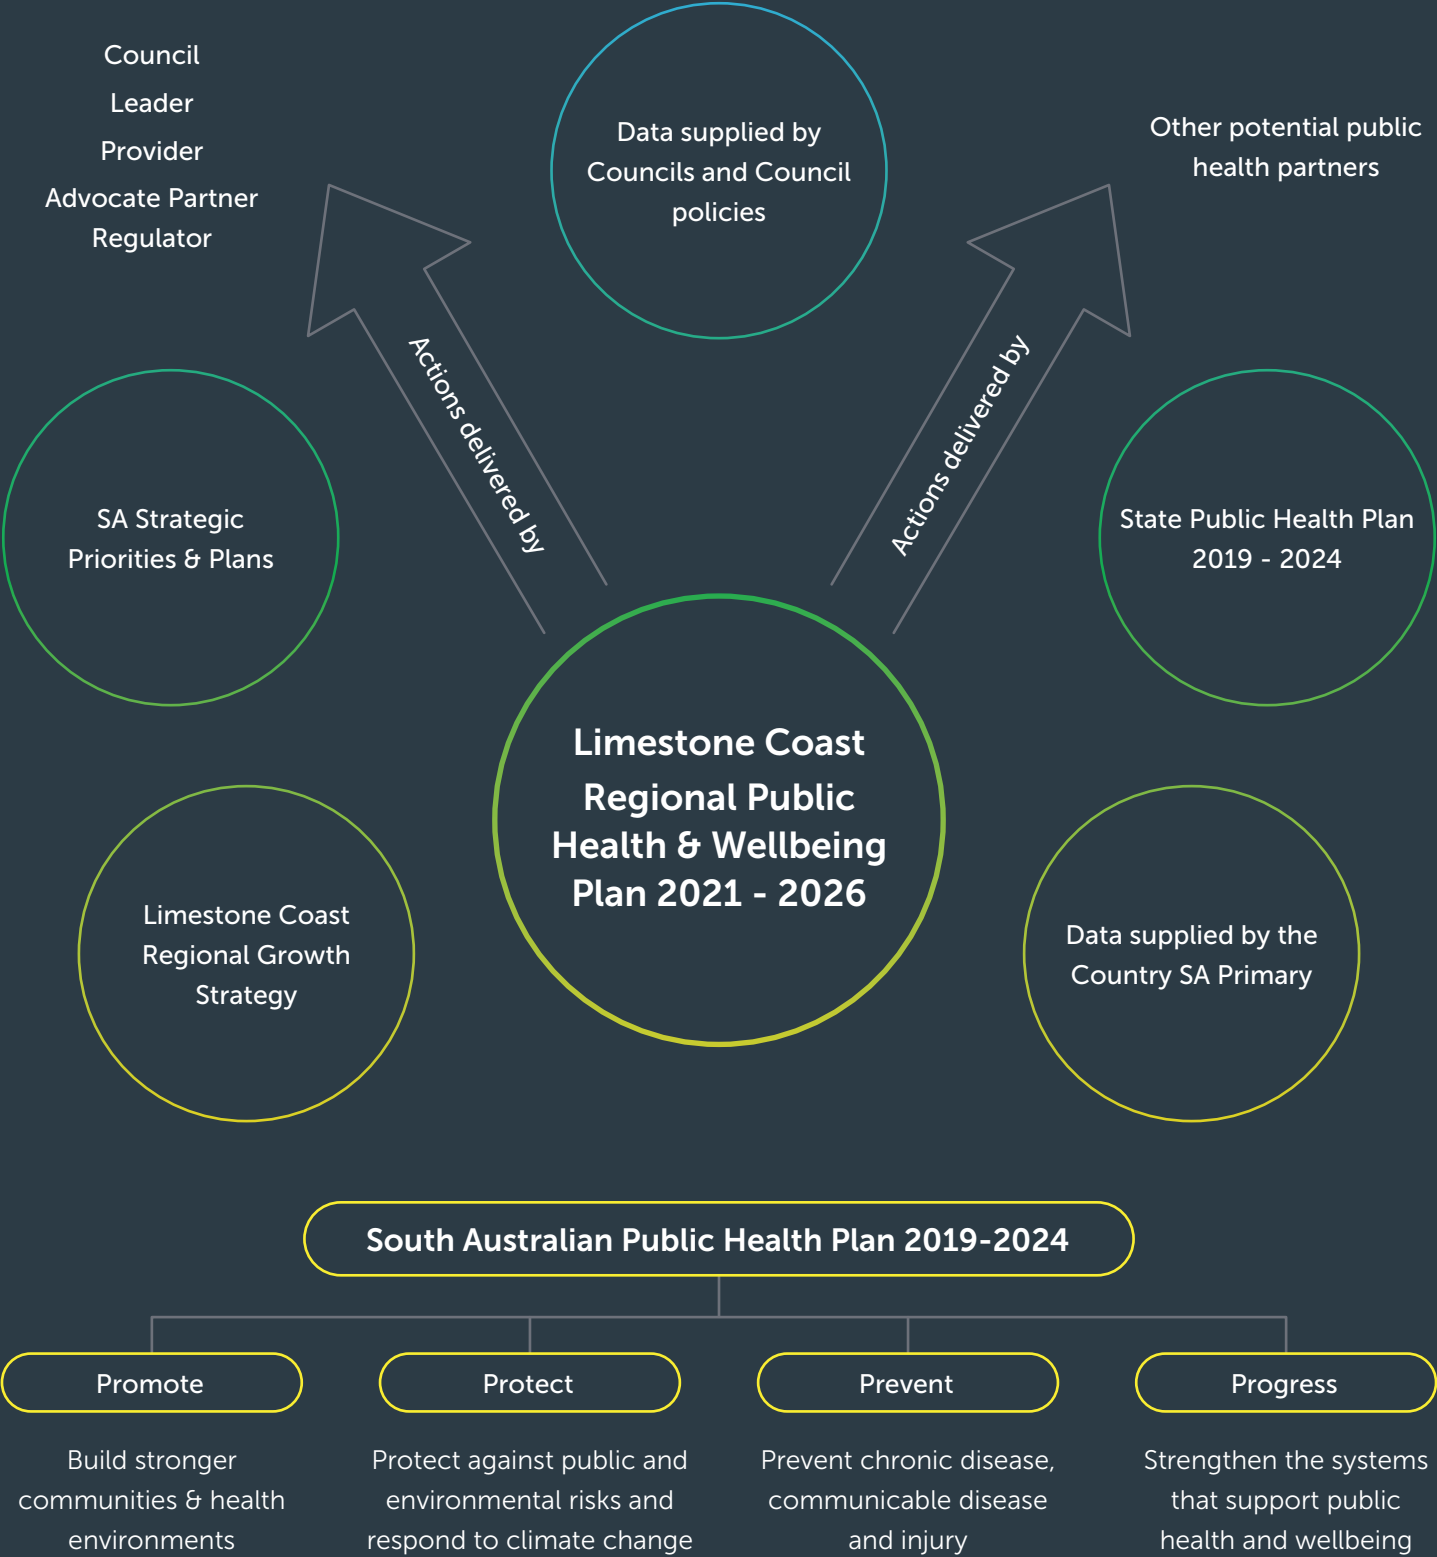 Council
Leader
Provider
Advocate Partner
Regulator
Data supplied by
Councils and Council
policies
Other potential public
health partners
Actions delivered by
Actions delivered by
SA Strategic
Priorities & Plans
State Public Health Plan
2019 - 2024
Limestone Coast
Regional Public
Health & Wellbeing
Plan 2021 - 2026
Limestone Coast
Regional Growth
Strategy
Data supplied by the
Country SA Primary
South Australian Public Health Plan 2019-2024
Promote
Protect
Prevent
Progress
Build stronger
communities & health
environments
Protect against public and
environmental risks and
respond to climate change
Prevent chronic disease,
communicable disease
and injury
Strengthen the systems
that support public
health and wellbeing